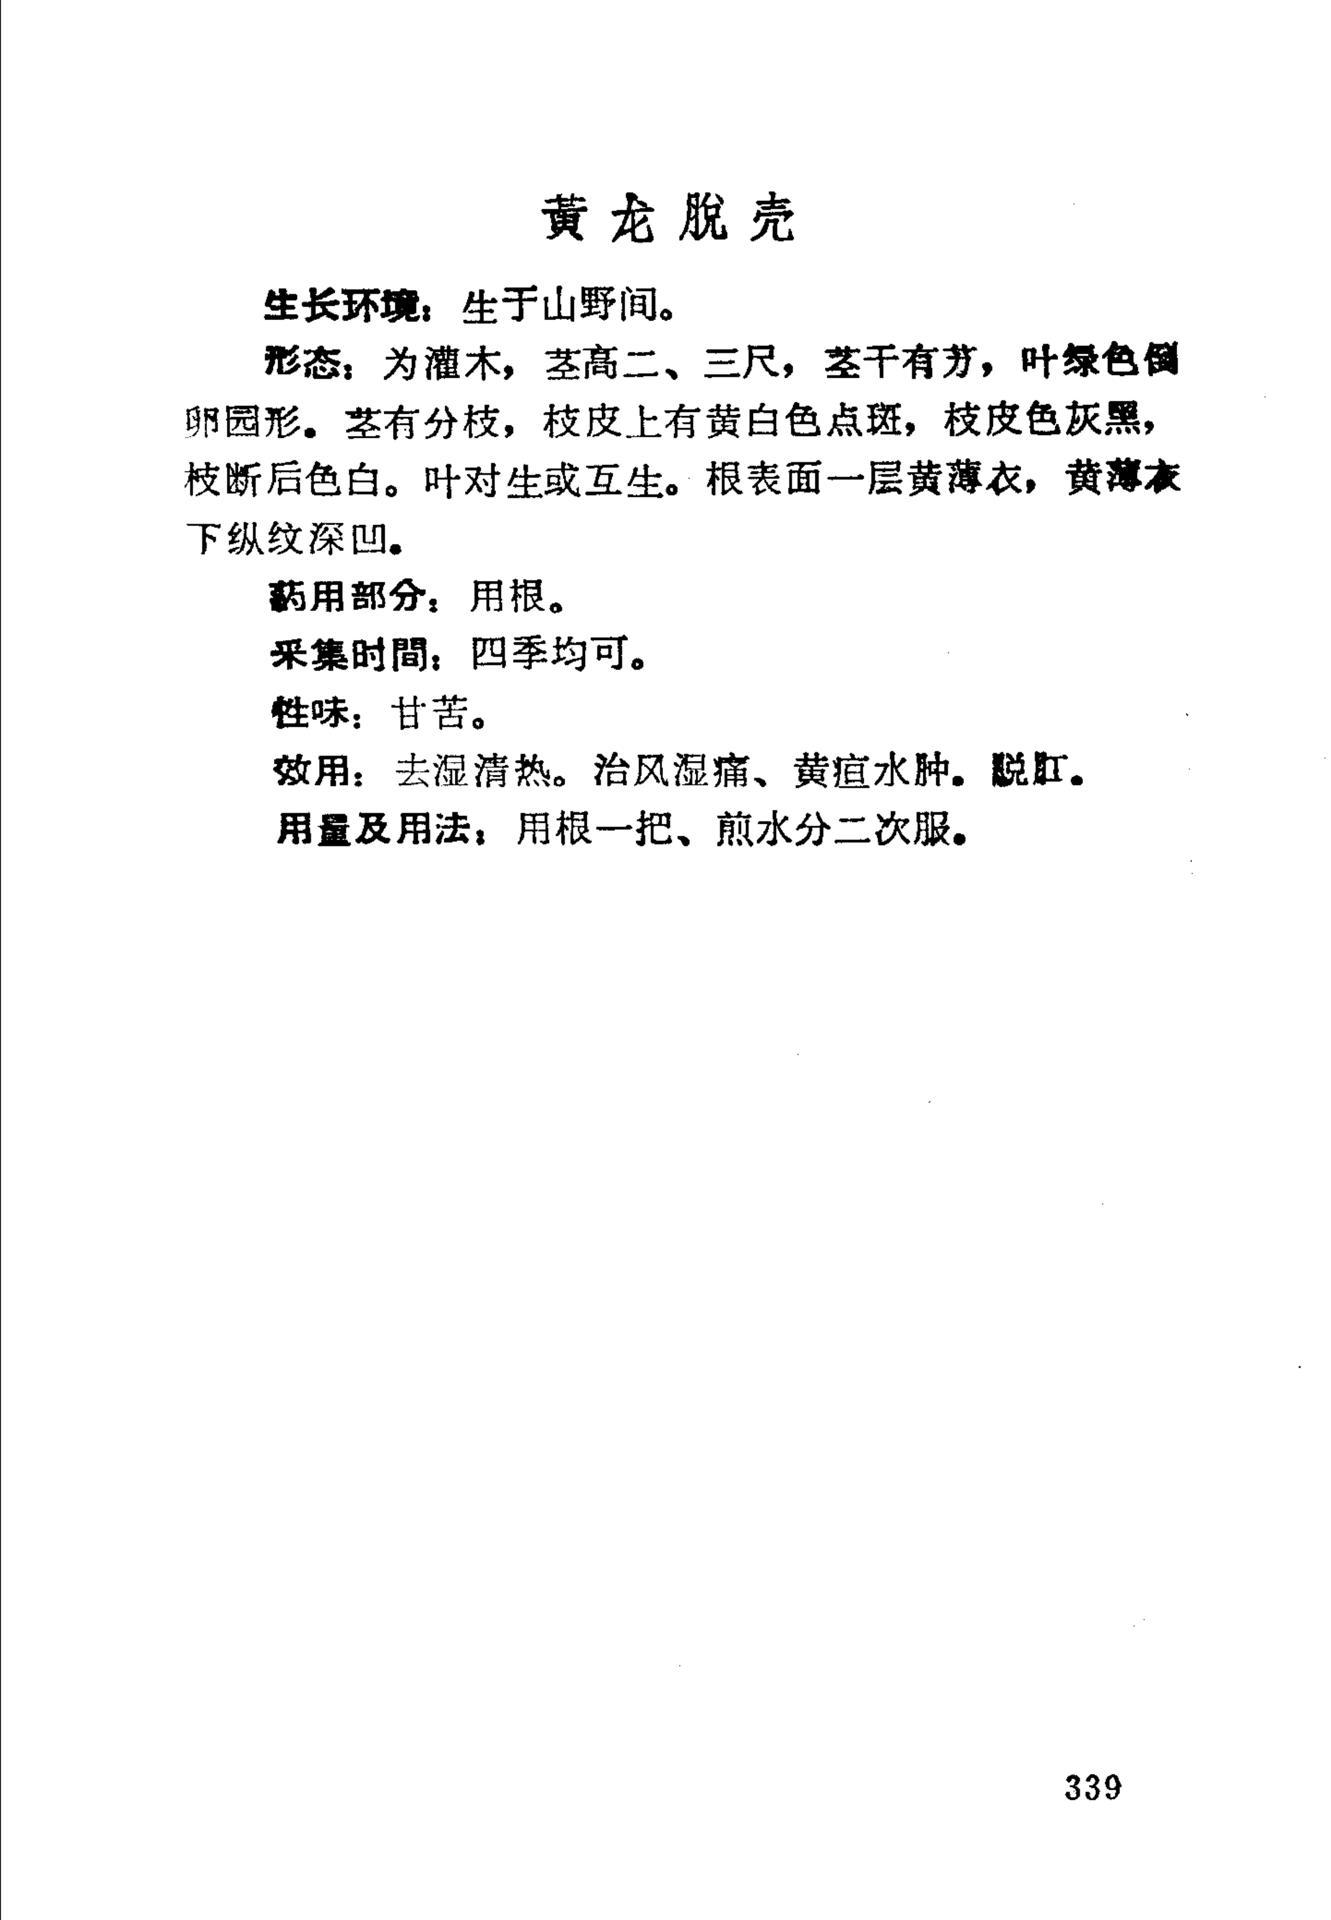 黄龙脱壳
生长环境：生于山野间。
形态：为灌木，茎高二、三尺，茎干有芀，叶绿色倒
卵园形。茎有分枝，枝皮上有黄白色点斑，枝皮色灰黑，
枝断后色白。叶对生或互生。根表面一层黄薄衣，黄薄衣
下纵纹深凹。
药用部分：用根。
采集时間：四季均可。
性味：甘苦。
效用：去湿清热。治风湿痛、黄疸水肿。脱肛。
用量及用法：用根一把、煎水分二次服。
339